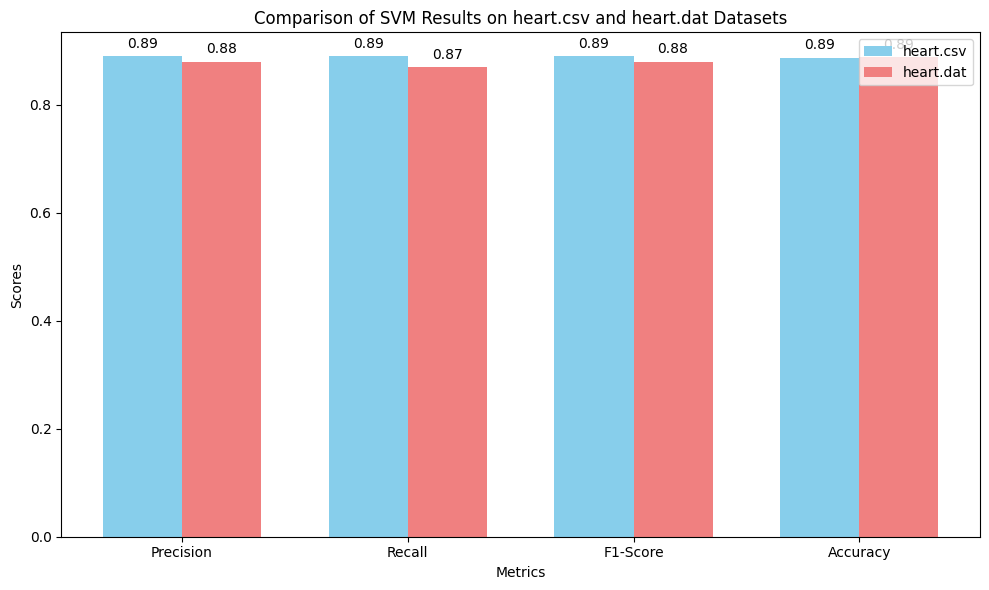 Comparison of SVM Results on heart.csv and heart.dat Datasets
0.89 0.88 0.89 0.87 0.89 0.88 0.89 0.89
heart.csv
heart.dat
Scores
0.8
0.6
0.4
0.2
0.0
Precision Recall F1-Score Accuracy
Metrics